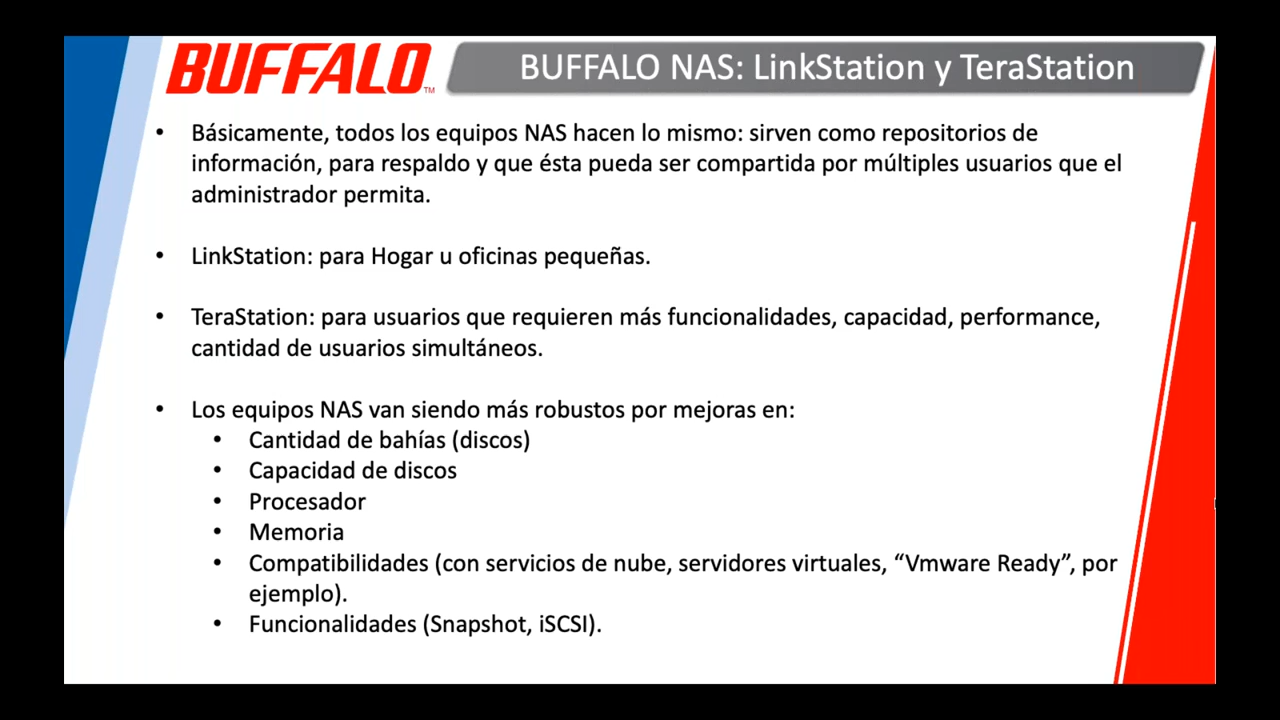 BUFFALO™
BUFFALO NAS: LinkStation y TeraStation
• Básicamente, todos los equipos NAS hacen lo mismo: sirven como repositorios de
información, para respaldo y que ésta pueda ser compartida por múltiples usuarios que el
administrador permita.
• LinkStation: para Hogar u oficinas pequeñas.
• TeraStation: para usuarios que requieren más funcionalidades, capacidad, performance,
cantidad de usuarios simultáneos.
• Los equipos NAS van siendo más robustos por mejoras en:
• Cantidad de bahías (discos)
• Capacidad de discos
• Procesador
• Memoria
• Compatibilidades (con servicios de nube, servidores virtuales, “Vmware Ready”, por
ejemplo).
• Funcionalidades (Snapshot, iSCSI).